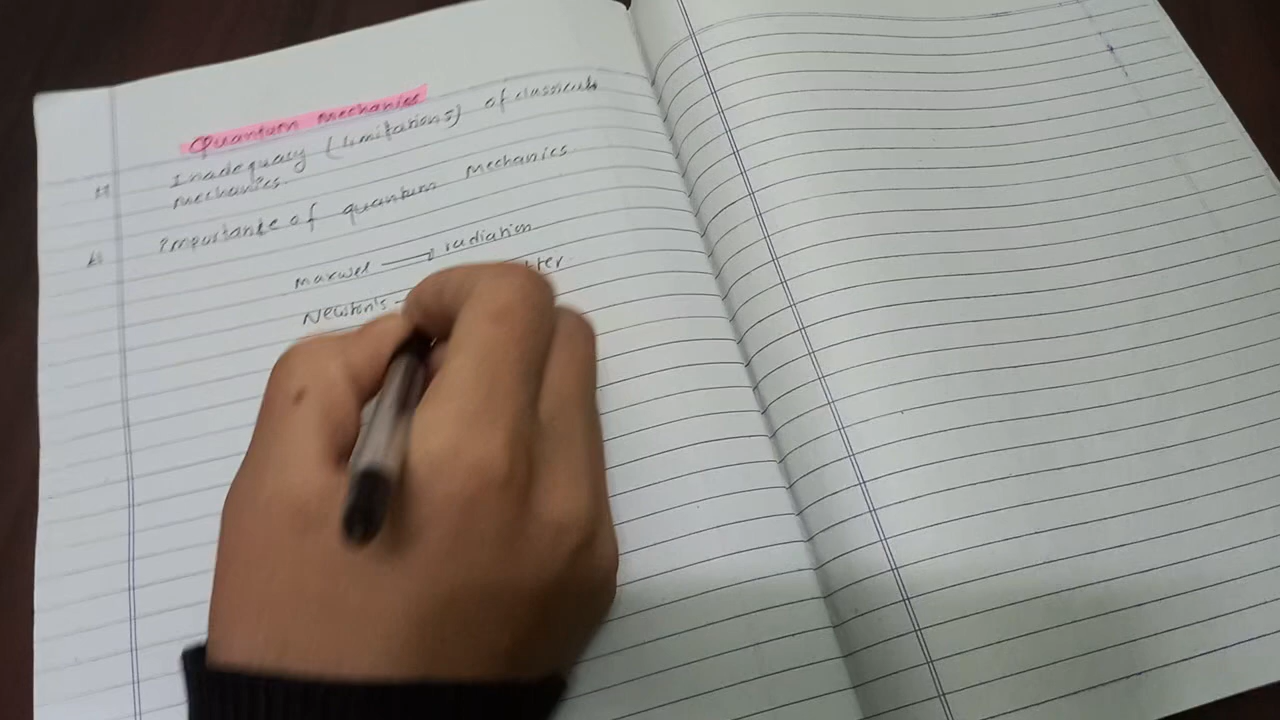 Quantum mechanics
Inadequacy (limitations) of classical
mechanics.
importance of quantum mechanics.
maxwel → radiation
Newton's